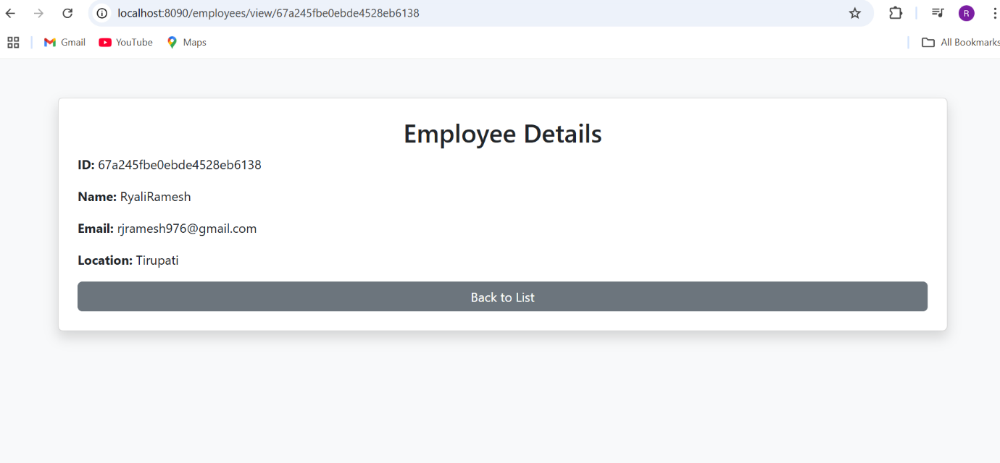 localhost:8090/employees/view/67a245fbe0ebde4528eb6138
R
Gmail
YouTube
Maps
All Bookmarks
Employee Details
ID: 67a245fbe0ebde4528eb6138
Name: RyaliRamesh
Email: rjramesh976@gmail.com
Location: Tirupati
Back to List